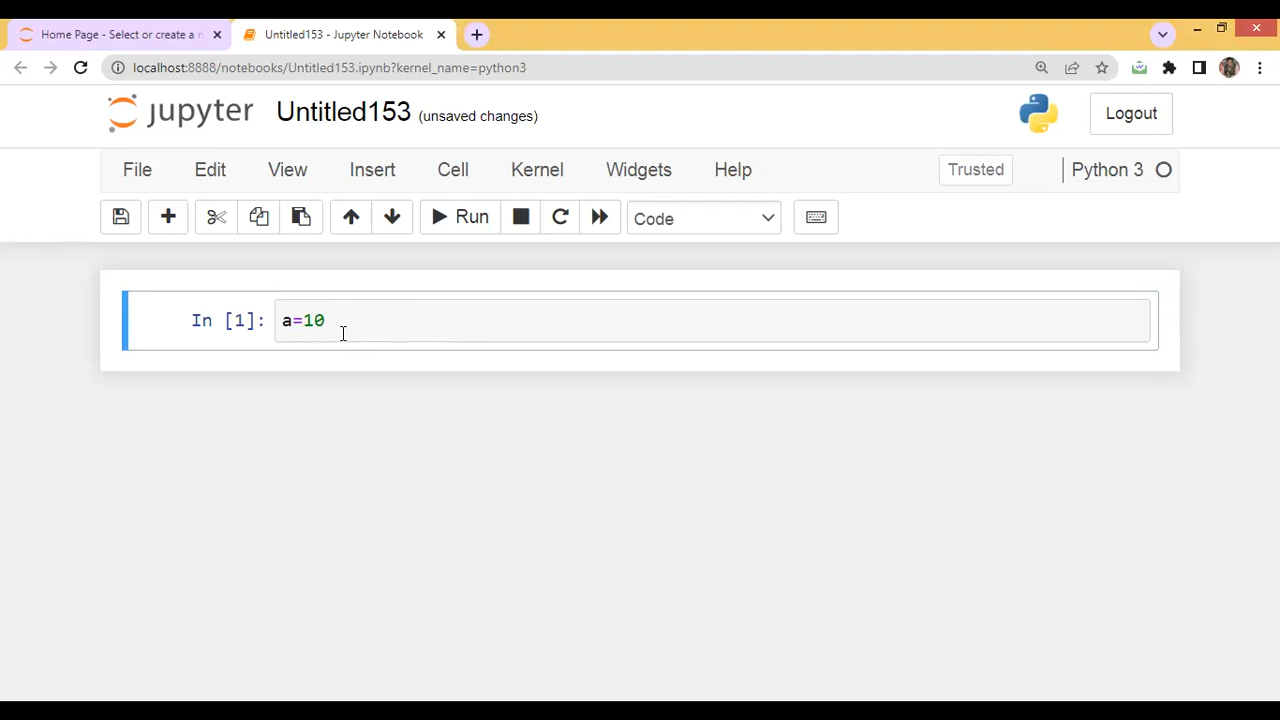 Home Page - Select or create a n
Untitled153 - Jupyter Notebook
localhost:8888/notebooks/Untitled153.ipynb?kernel_name=python3
jupyter Untitled153 (unsaved changes)
Logout
File Edit View Insert Cell Kernel Widgets Help Trusted Python 3
Run Code
In [1]: a=10